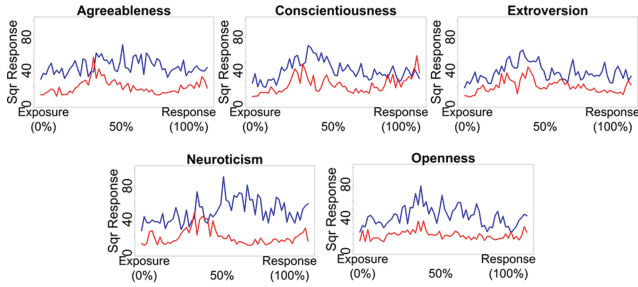 Agreeableness
Sqr Response
0 40 80
Exposure Response
(0%) 50% (100%)
Conscientiousness
Sqr Response
0 40 80
Exposure Response
(0%) 50% (100%)
Extroversion
Sqr Response
0 40 80
Exposure Response
(0%) 50% (100%)
Neuroticism
Sqr Response
0 40 80
Exposure Response
(0%) 50% (100%)
Openness
Sqr Response
0 40 80
Exposure Response
(0%) 50% (100%)